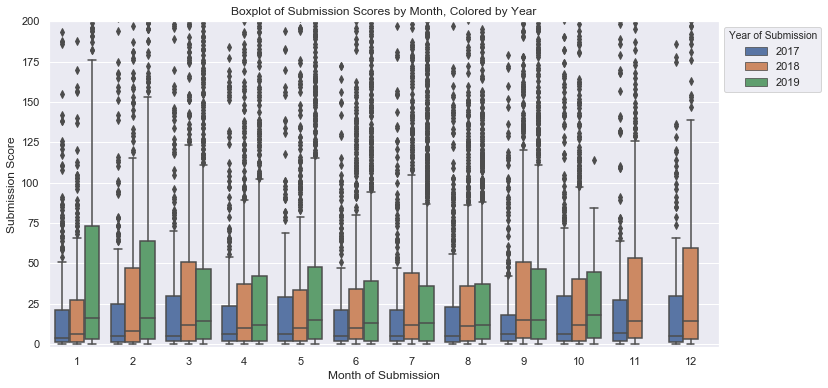 Boxplot of Submission Scores by Month, Colored by Year
Submission Score
200
175
150
125
100
75
50
25
0
1 2 3 4 5 6 7 8 9 10 11 12
Month of Submission
Year of Submission
2017
2018
2019